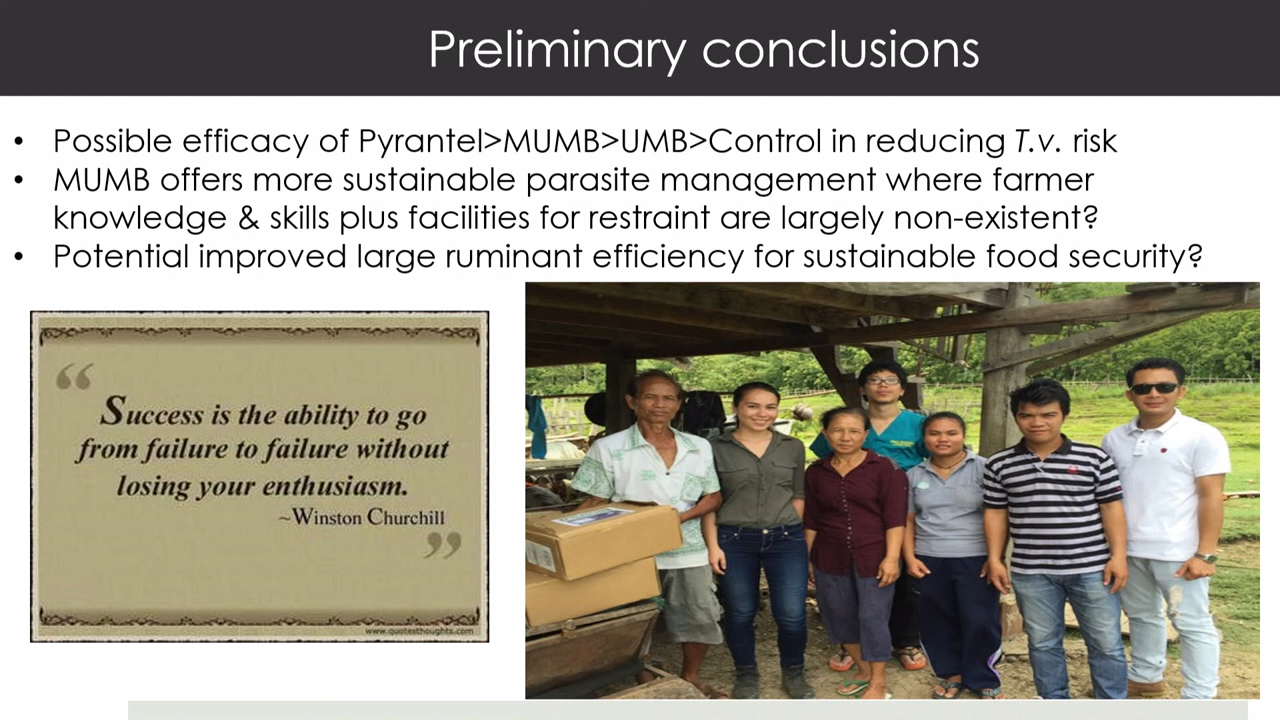 Preliminary conclusions
• Possible efficacy of Pyrantel>MUMB>UMB>Control in reducing T.v. risk
• MUMB offers more sustainable parasite management where farmer
knowledge & skills plus facilities for restraint are largely non-existent?
• Potential improved large ruminant efficiency for sustainable food security?
“
Success is the ability to go
from failure to failure without
losing your enthusiasm.
~Winston Churchill
”
www.quotesthoughts.com